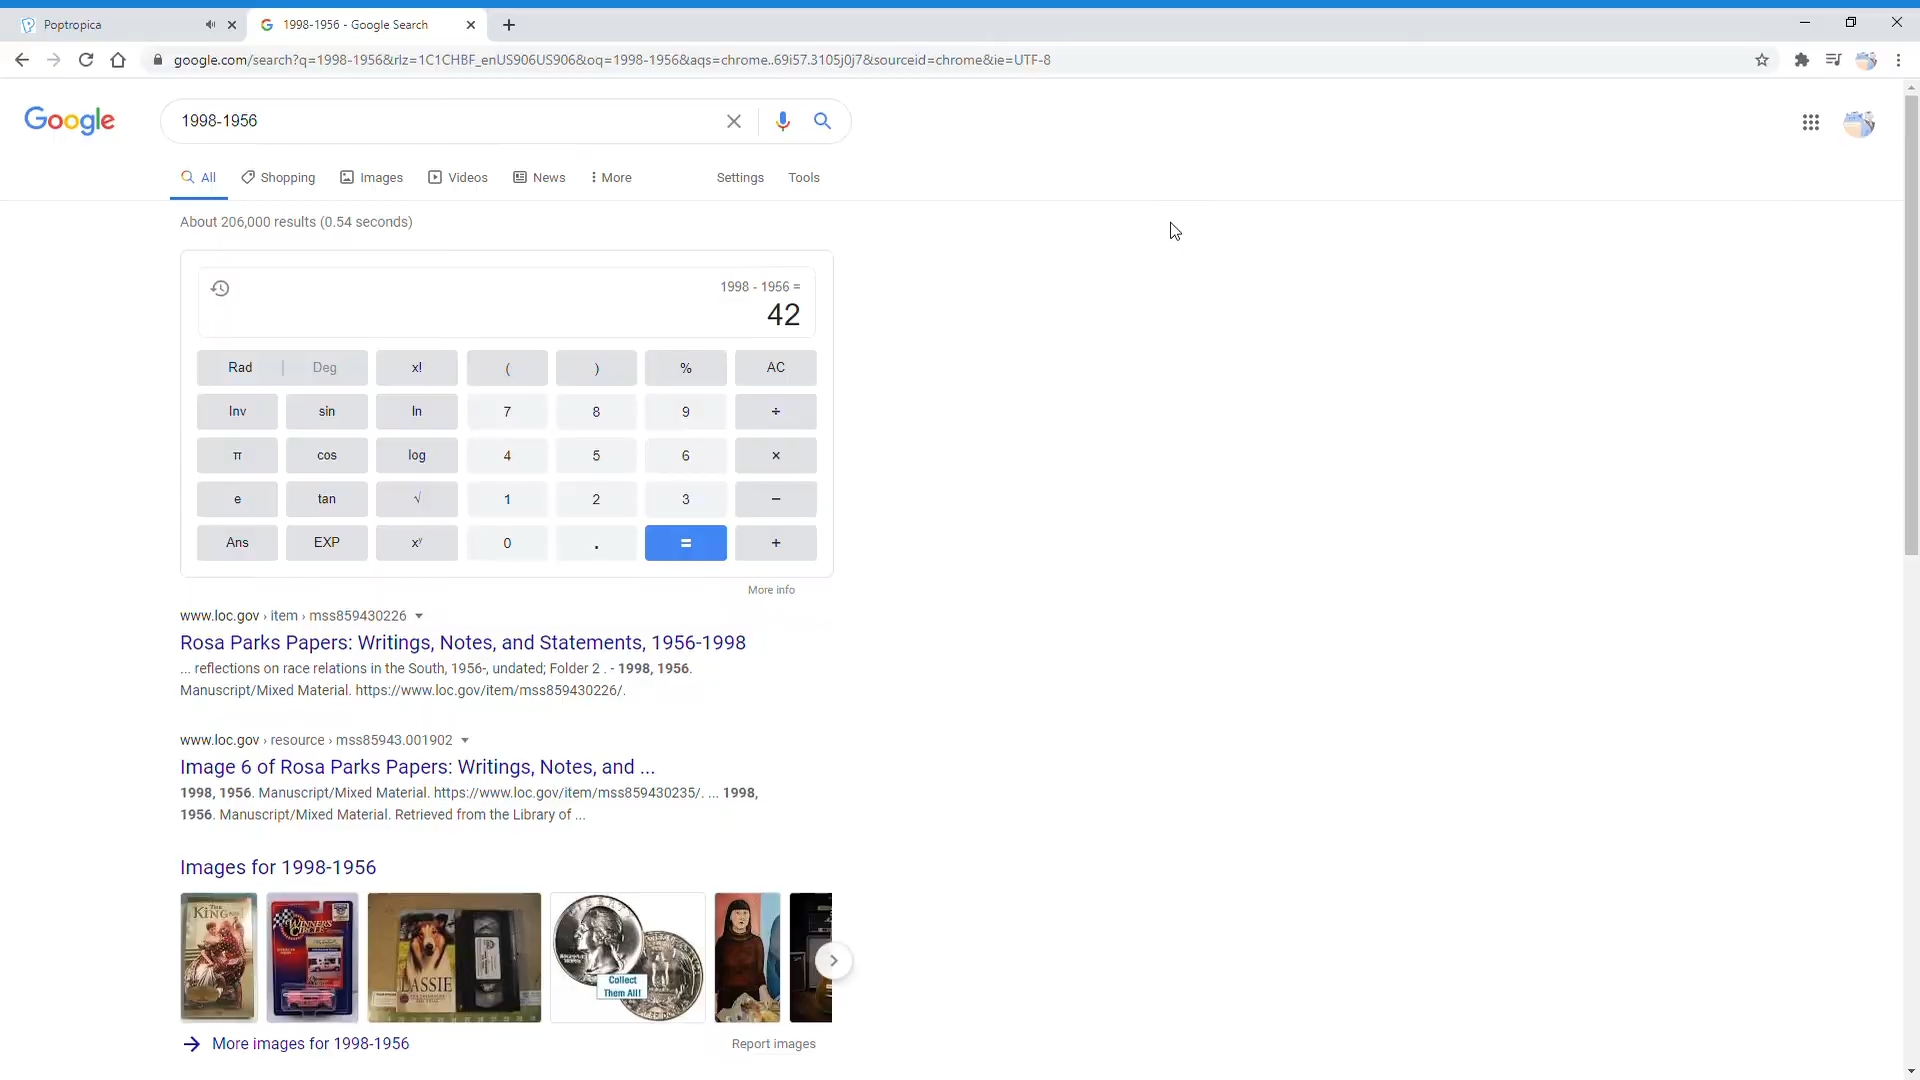 Poptropica
1998-1956 - Google Search
google.com/search?q=1998-1956&rlz=1C1CHBF_enUS906US906&oq=1998-1956&aqs=chrome..69i57.3105j0j7&sourceid=chrome&ie=UTF-8
Google
1998-1956
All Shopping Images Videos News More Settings Tools
About 206,000 results (0.54 seconds)
1998 - 1956 =
42
Rad | Deg x! ( ) % AC
Inv sin ln 7 8 9 ÷
π cos log 4 5 6 ×
e tan √ 1 2 3 −
Ans EXP xʸ 0 . = +
More info
www.loc.gov › item › mss859430226
Rosa Parks Papers: Writings, Notes, and Statements, 1956-1998
... reflections on race relations in the South, 1956-, undated; Folder 2 . - 1998, 1956.
Manuscript/Mixed Material. https://www.loc.gov/item/mss859430226/.
www.loc.gov › resource › mss85943.001902
Image 6 of Rosa Parks Papers: Writings, Notes, and ...
1998, 1956. Manuscript/Mixed Material. https://www.loc.gov/item/mss859430235/. ... 1998,
1956. Manuscript/Mixed Material. Retrieved from the Library of ...
Images for 1998-1956
THE
KING
WINNER'S
CIRCLE
LASSIE
LIBERTY
Collect
Them All!
More images for 1998-1956
Report images